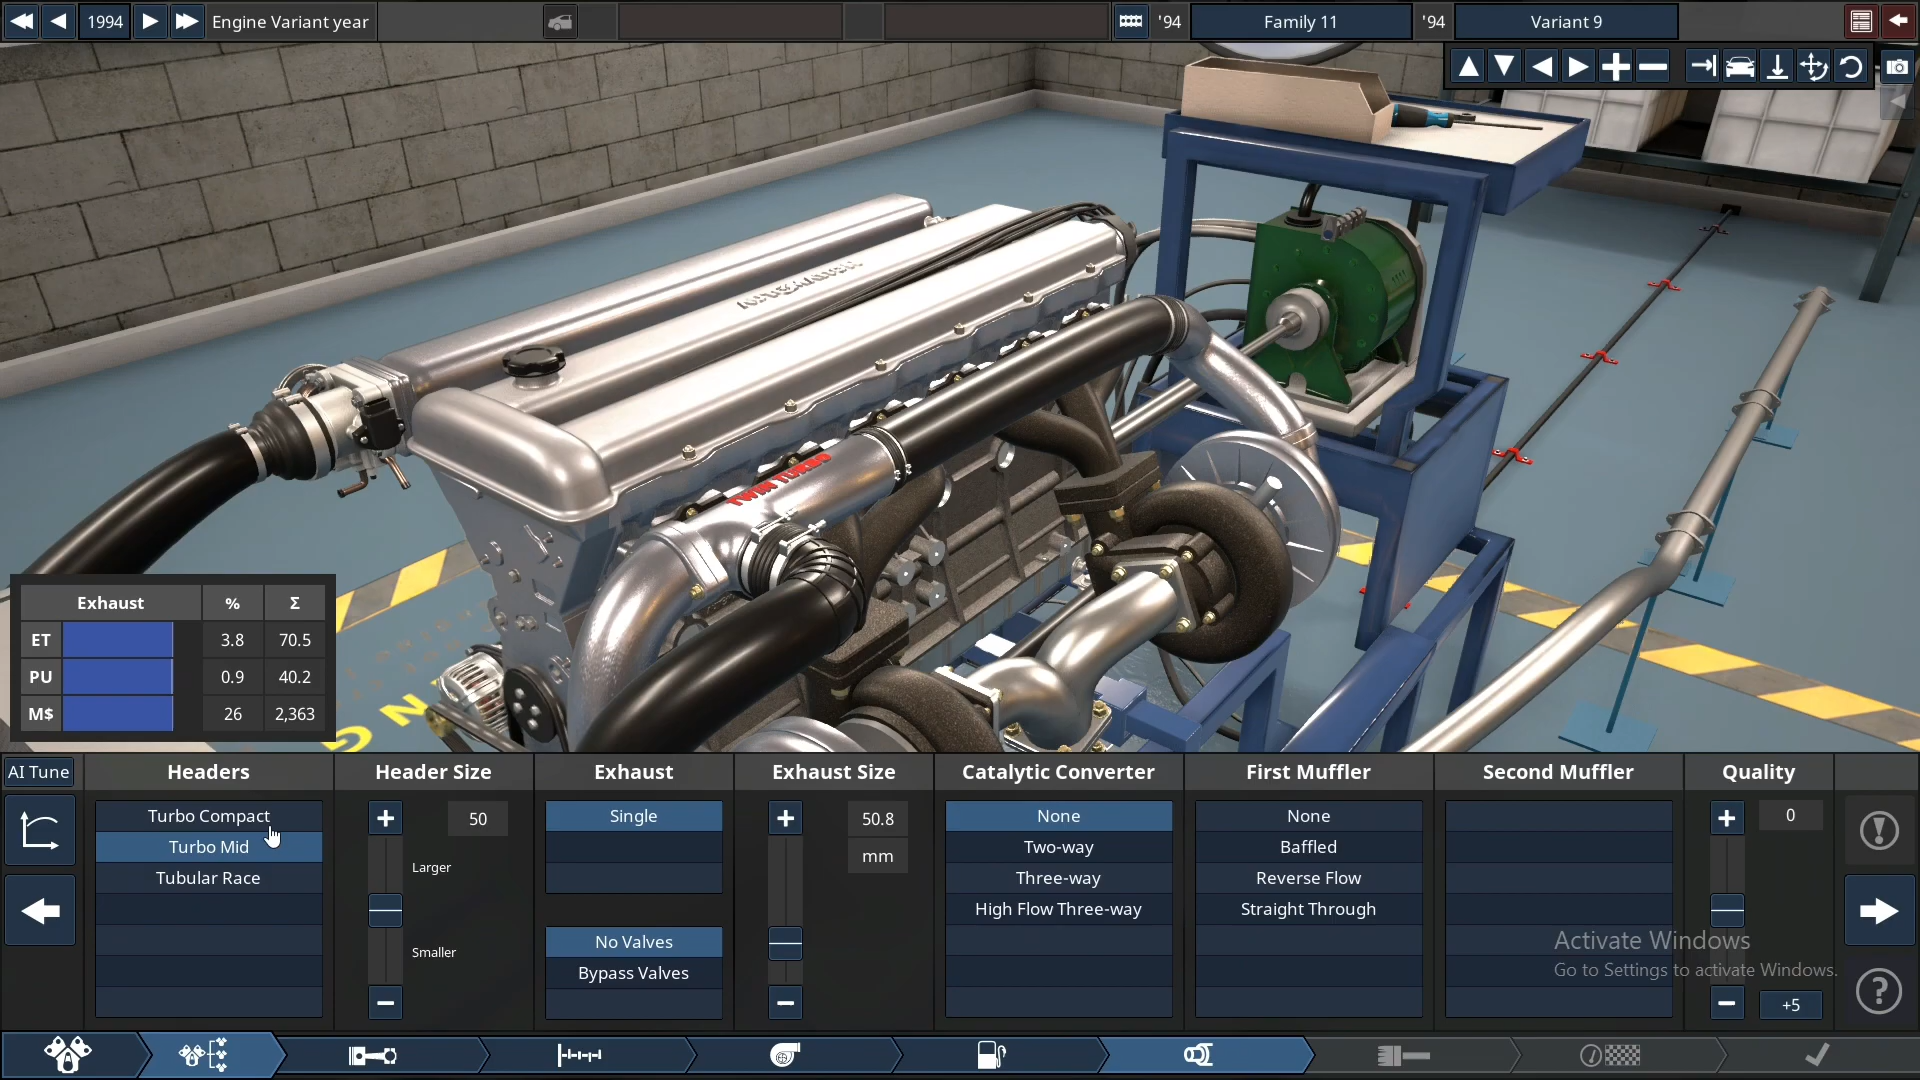 1994
Engine Variant year
'94
Family 11
'94
Variant 9
TWIN TURBO
Exhaust
%
Σ
ET
3.8
70.5
PU
0.9
40.2
M$
26
2,363
AI Tune
Headers
Turbo Compact
Turbo Mid
Tubular Race
Header Size
50
Larger
Smaller
Exhaust
Single
No Valves
Bypass Valves
Exhaust Size
50.8
mm
Catalytic Converter
None
Two-way
Three-way
High Flow Three-way
First Muffler
None
Baffled
Reverse Flow
Straight Through
Second Muffler
Quality
0
+5
Activate Windows
Go to Settings to activate Windows.